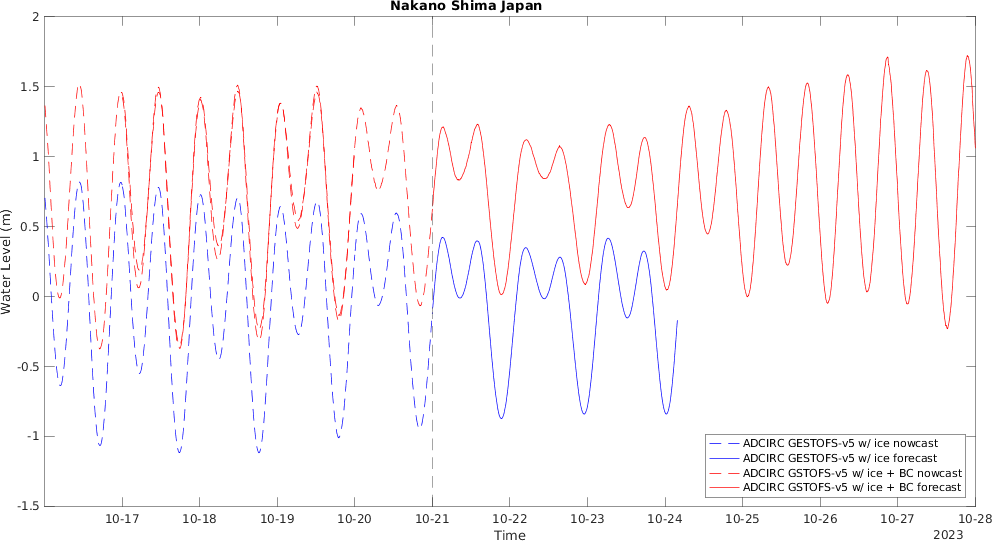 Nakano Shima Japan
2
1.5
1
0.5
0
-0.5
-1
-1.5
Water Level (m)
10-17 10-18 10-19 10-20 10-21 10-22 10-23 10-24 10-25 10-26 10-27 10-28
Time
2023
ADCIRC GESTOFS-v5 w/ ice nowcast
ADCIRC GESTOFS-v5 w/ ice forecast
ADCIRC GSTOFS-v5 w/ ice + BC nowcast
ADCIRC GSTOFS-v5 w/ ice + BC forecast